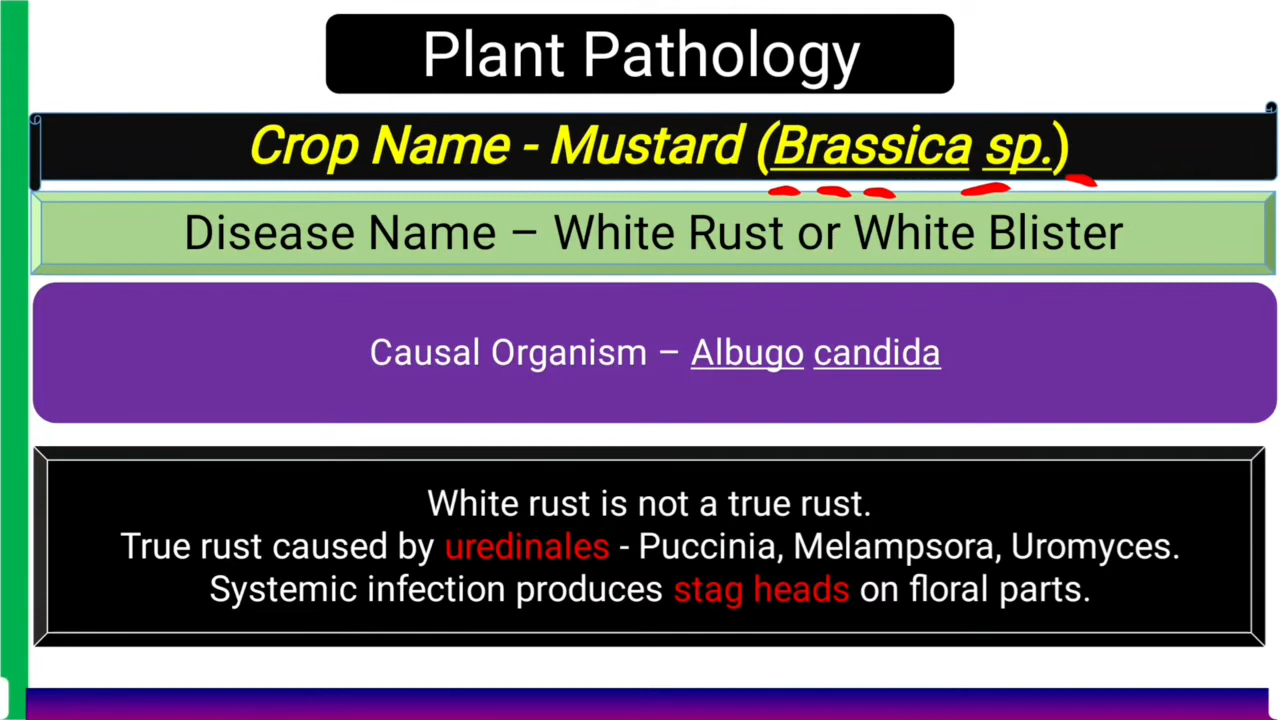 Plant Pathology
Crop Name - Mustard (Brassica sp.)
Disease Name – White Rust or White Blister
Causal Organism – Albugo candida
White rust is not a true rust.
True rust caused by uredinales - Puccinia, Melampsora, Uromyces.
Systemic infection produces stag heads on floral parts.